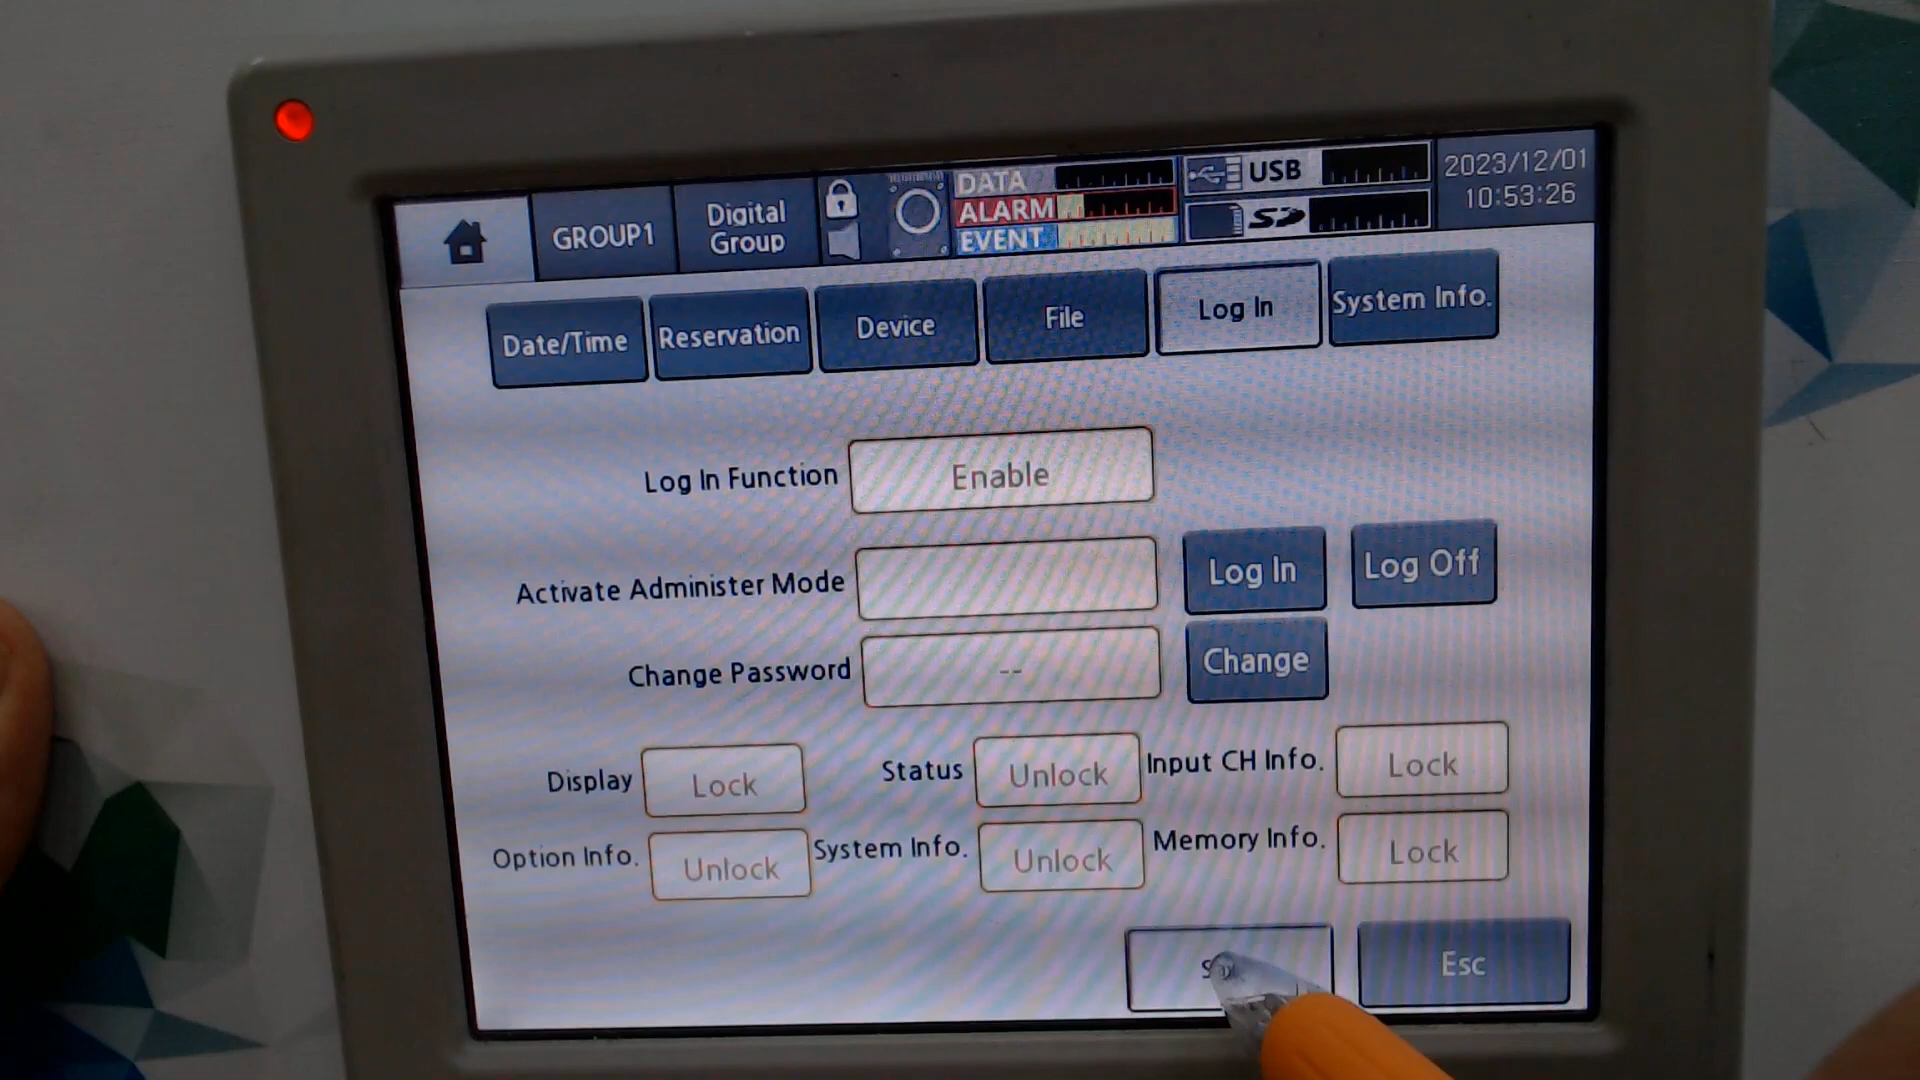 GROUP1
Digital
Group
DATA
ALARM
EVENT
USB
SD
2023/12/01
10:53:26
Date/Time
Reservation
Device
File
Log In
System Info.
Log In Function
Enable
Activate Administer Mode
Log In
Log Off
Change Password
--
Change
Display
Lock
Status
Unlock
Input CH Info.
Lock
Option Info.
Unlock
System Info.
Unlock
Memory Info.
Lock
Esc